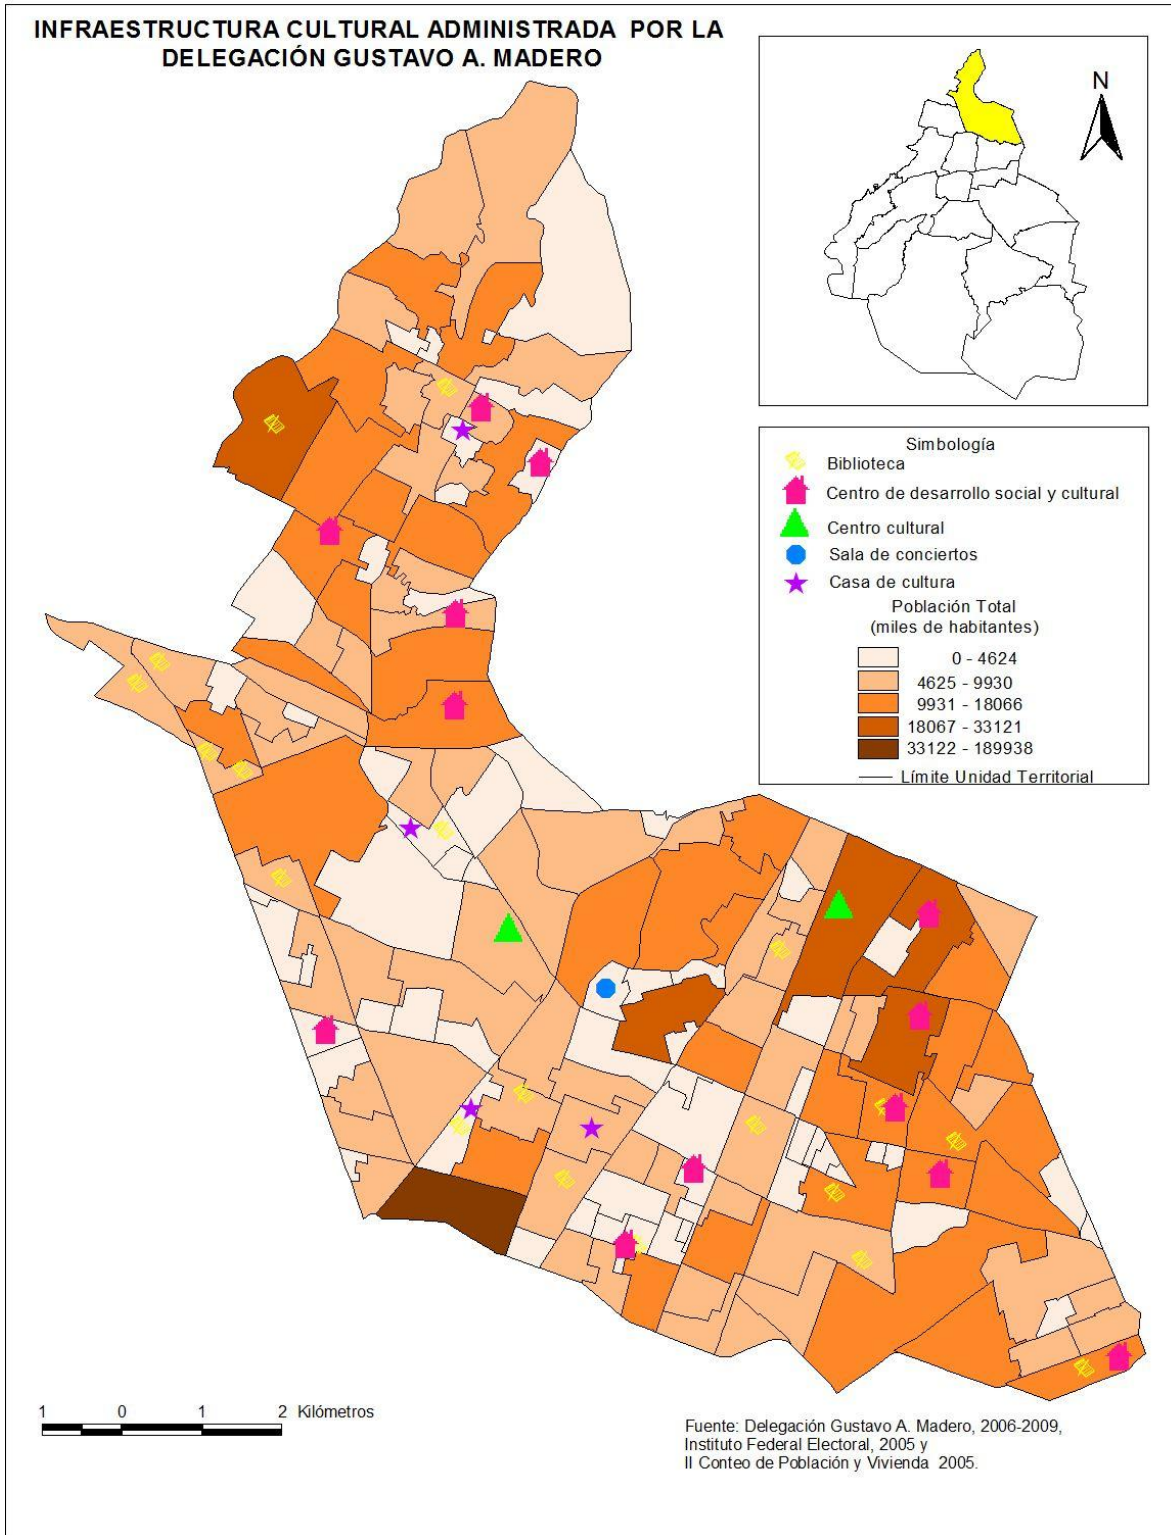 INFRAESTRUCTURA CULTURAL ADMINISTRADA POR LA
DELEGACIÓN GUSTAVO A. MADERO
N
Simbología
Biblioteca
Centro de desarrollo social y cultural
Centro cultural
Sala de conciertos
Casa de cultura
Población Total
(miles de habitantes)
0 - 4624
4625 - 9930
9931 - 18066
18067 - 33121
33122 - 189938
Límite Unidad Territorial
1 0 1 2 Kilómetros
Fuente: Delegación Gustavo A. Madero, 2006-2009,
Instituto Federal Electoral, 2005 y
II Conteo de Población y Vivienda 2005.